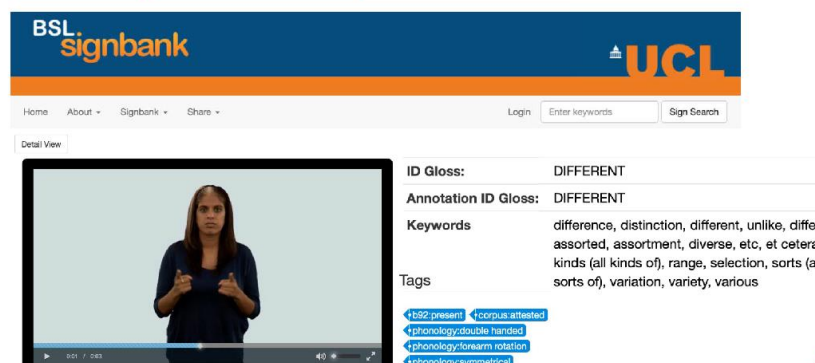 BSL
signbank
UCL
Home About Signbank Share Login Enter keywords Sign Search
Detail View
ID Gloss: DIFFERENT
Annotation ID Gloss: DIFFERENT
Keywords difference, distinction, different, unlike, diffe
assorted, assortment, diverse, etc, et cetera
kinds (all kinds of), range, selection, sorts (a
Tags sorts of), variation, variety, various
b92:present corpus:attested
phonology:double handed
phonology:forearm rotation
phonology:symmetrical
0:01 / 0:03